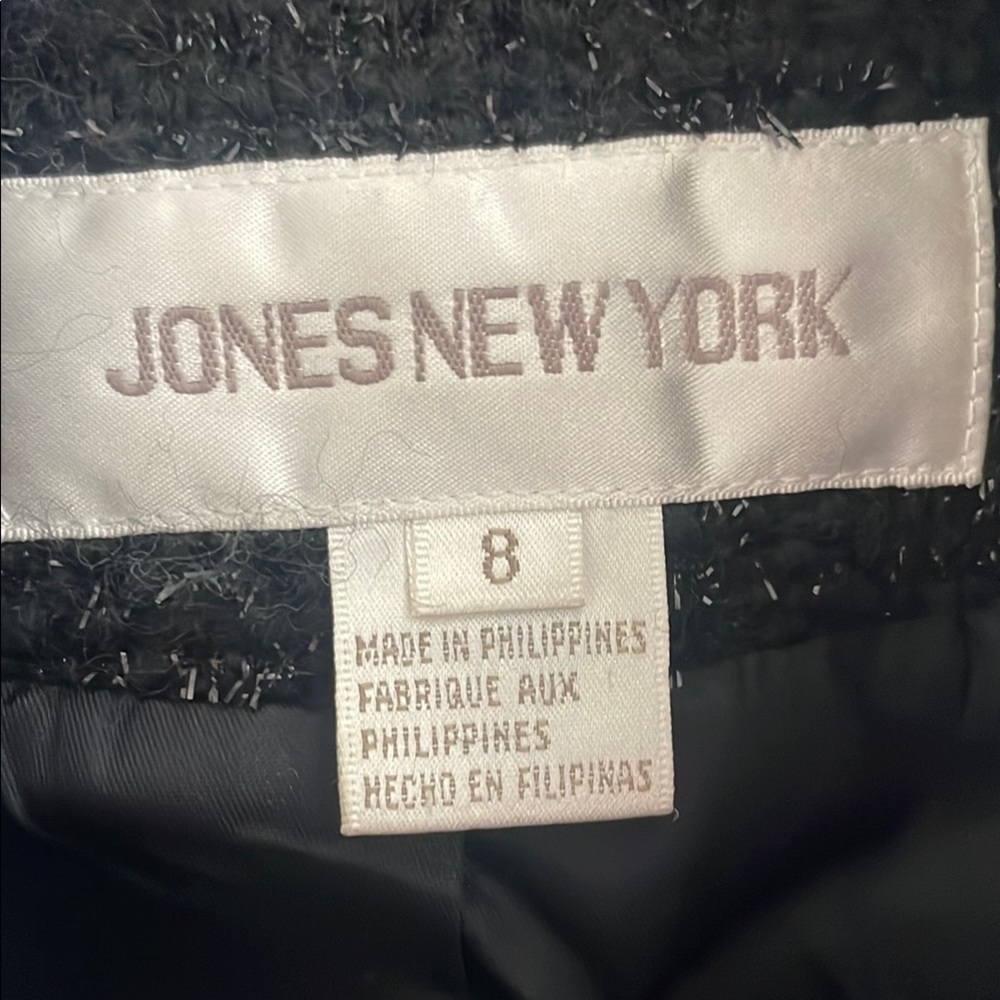 JONES NEW YORK
8
MADE IN PHILIPPINES
FABRIQUE AUX
PHILIPPINES
HECHO EN FILIPINAS